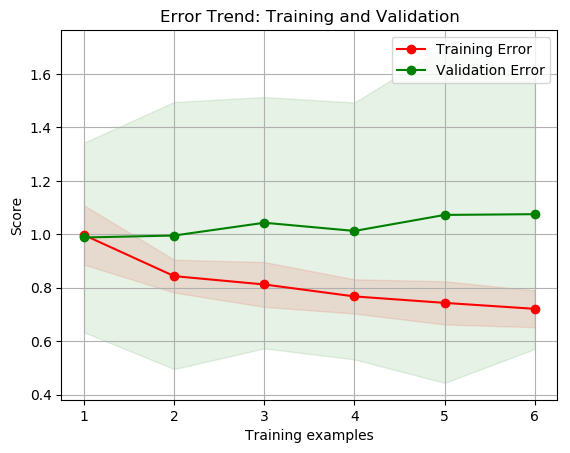 Error Trend: Training and Validation
Training Error
Validation Error
1.6
1.4
1.2
1.0
0.8
0.6
0.4
Score
1 2 3 4 5 6
Training examples